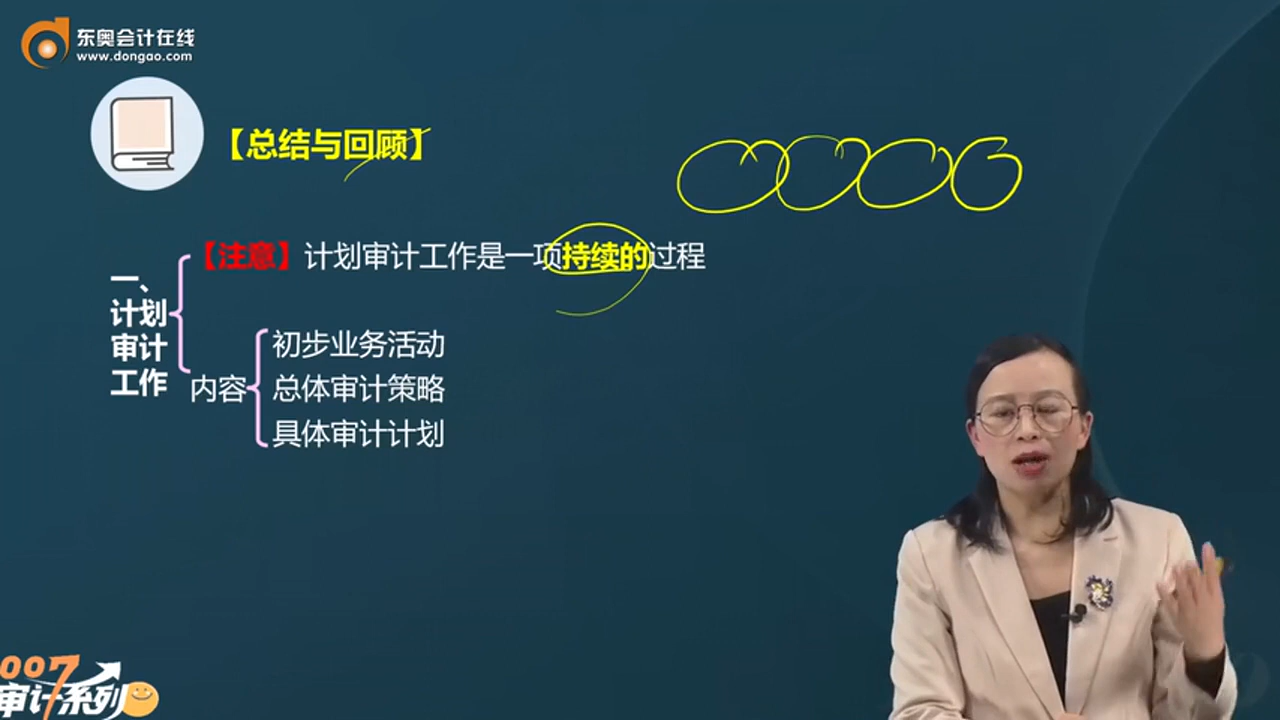 东奥会计在线
www.dongao.com
【总结与回顾】
【注意】计划审计工作是一项持续的过程
一、
计划
审计
工作
内容
初步业务活动
总体审计策略
具体审计计划
007
审计系列